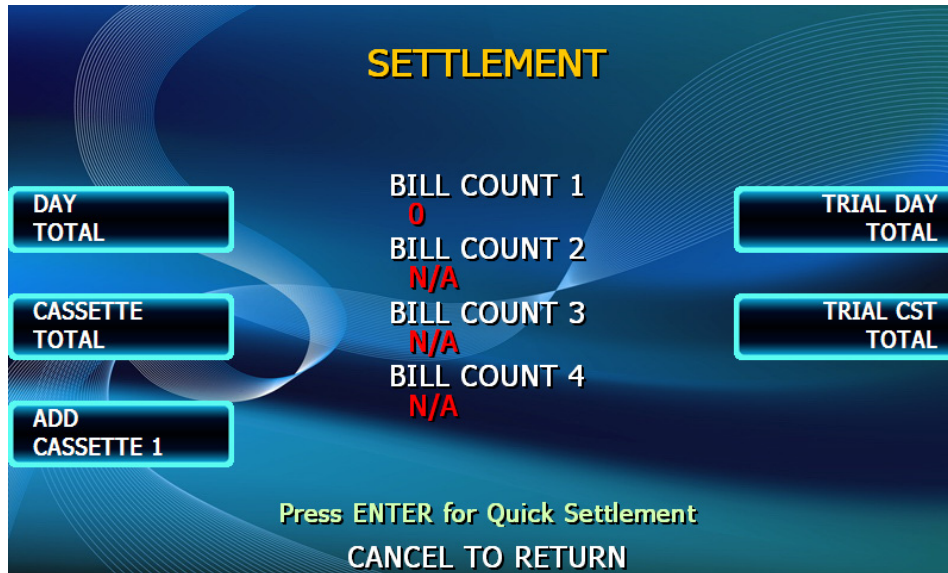 SETTLEMENT
DAY
TOTAL
CASSETTE
TOTAL
ADD
CASSETTE 1
BILL COUNT 1
0
BILL COUNT 2
N/A
BILL COUNT 3
N/A
BILL COUNT 4
N/A
TRIAL DAY
TOTAL
TRIAL CST
TOTAL
Press ENTER for Quick Settlement
CANCEL TO RETURN